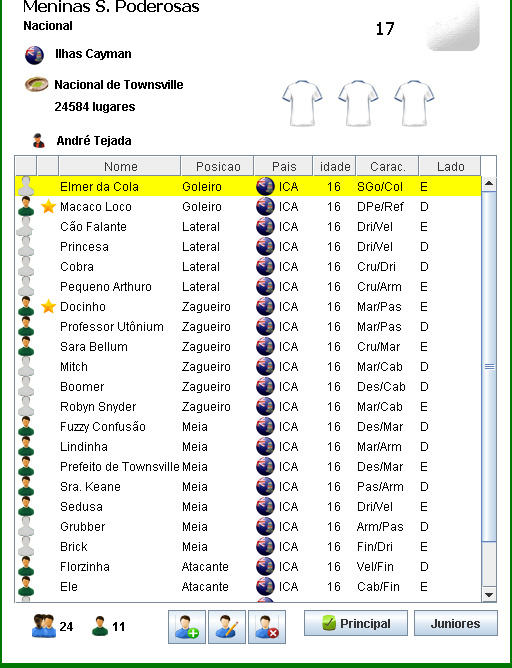 Meninas S. Poderosas
Nacional
17
Ilhas Cayman
Nacional de Townsville
24584 lugares
André Tejada
Nome Posicao Pais idade Carac. Lado
Elmer da Cola Goleiro ICA 16 SGo/Col E
Macaco Loco Goleiro ICA 16 DPe/Ref D
Cão Falante Lateral ICA 16 Dri/Vel E
Princesa Lateral ICA 16 Dri/Vel D
Cobra Lateral ICA 16 Cru/Dri D
Pequeno Arthuro Lateral ICA 16 Cru/Arm E
Docinho Zagueiro ICA 16 Mar/Pas E
Professor Utônium Zagueiro ICA 16 Mar/Pas D
Sara Bellum Zagueiro ICA 16 Cru/Mar E
Mitch Zagueiro ICA 16 Mar/Cab D
Boomer Zagueiro ICA 16 Des/Cab D
Robyn Snyder Zagueiro ICA 16 Mar/Cab E
Fuzzy Confusão Meia ICA 16 Des/Mar D
Lindinha Meia ICA 16 Mar/Arm D
Prefeito de Townsville Meia ICA 16 Des/Mar E
Sra. Keane Meia ICA 16 Pas/Arm D
Sedusa Meia ICA 16 Dri/Vel E
Grubber Meia ICA 16 Arm/Pas D
Brick Meia ICA 16 Fin/Dri E
Florzinha Atacante ICA 16 Vel/Fin D
Ele Atacante ICA 16 Cab/Fin E
24 11 Principal Juniores